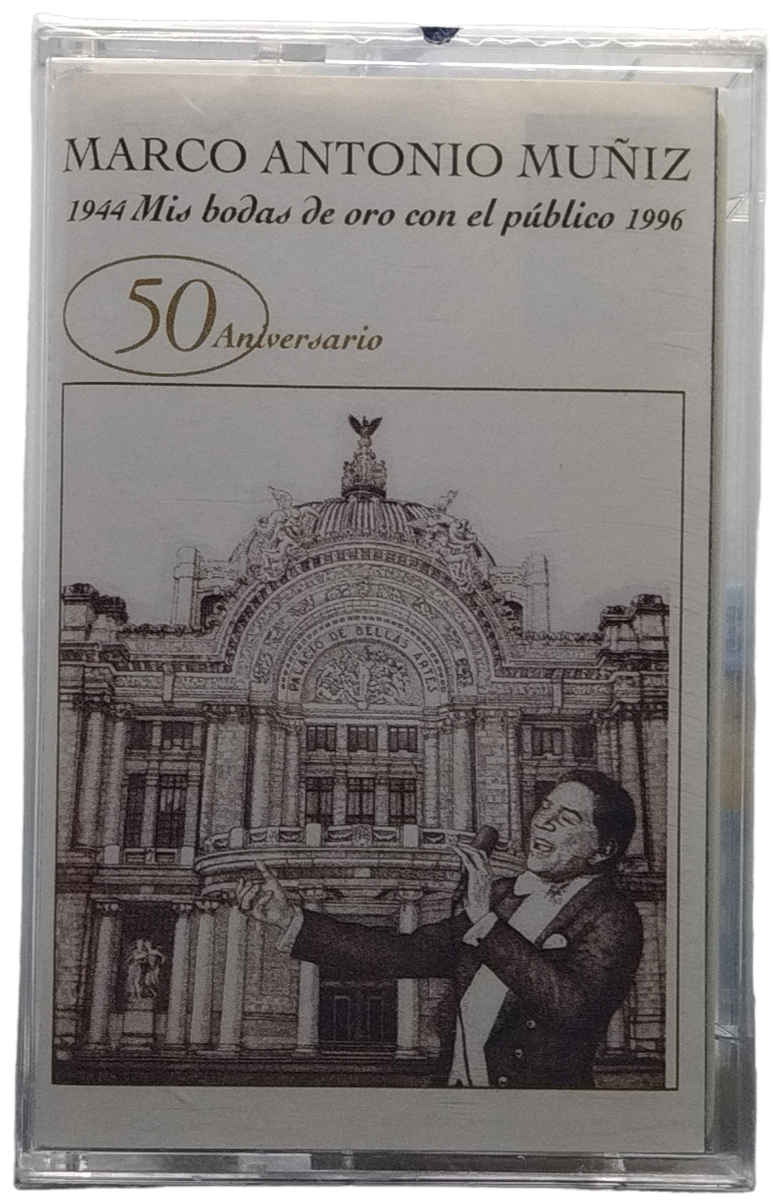 MARCO ANTONIO MUÑIZ
1944 Mis bodas de oro con el público 1996
50 Aniversario
PALACIO DE BELLAS ARTES